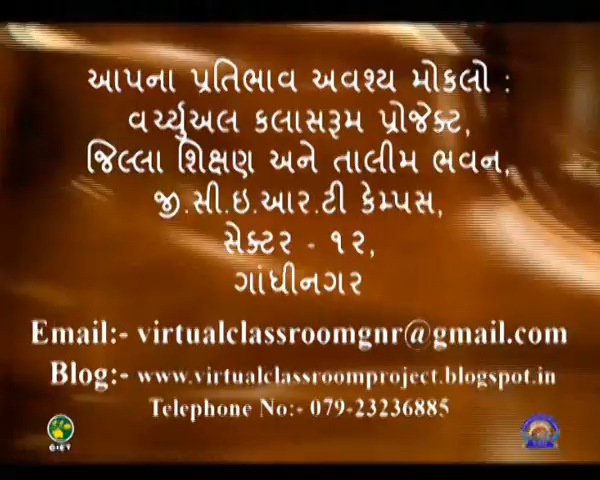 આપના પ્રતિભાવ અવશ્ય મોકલો :
વર્ચ્યુઅલ કલાસરૂમ પ્રોજેક્ટ,
જિલ્લા શિક્ષણ અને તાલીમ ભવન,
જી.સી.ઇ.આર.ટી કેમ્પસ,
સેક્ટર - ૧૨,
ગાંધીનગર
Email:- virtualclassroomgnr@gmail.com
Blog:- www.virtualclassroomproject.blogspot.in
Telephone No:- 079-23236885
GIET